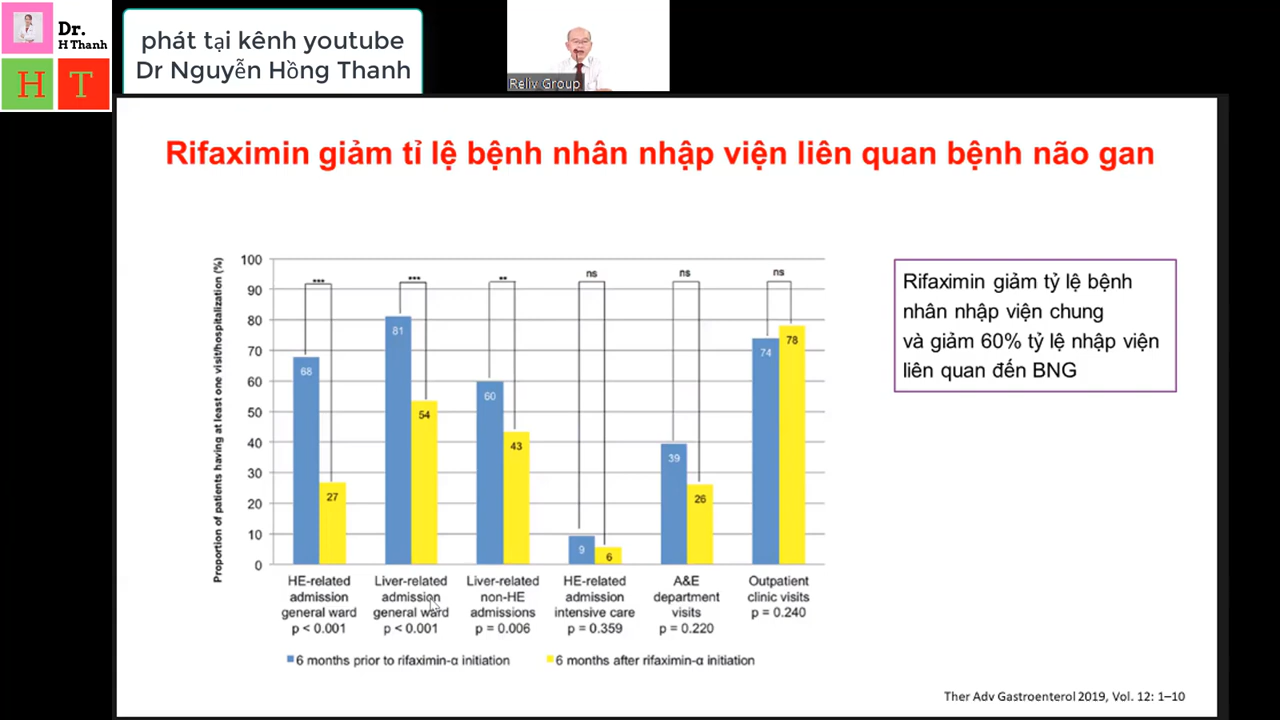 Dr.
H Thanh
H T
phát tại kênh youtube
Dr Nguyễn Hồng Thanh
Reliv Group
Rifaximin giảm tỉ lệ bệnh nhân nhập viện liên quan bệnh não gan
Proportion of patients having at least one visit/hospitalization (%)
100
90
80
70
60
50
40
30
20
10
0
*** *** ** ns ns ns
68 27
81 54
60 43
9 6
39 26
74 78
HE-related
admission
general ward
p < 0.001
Liver-related
admission
general ward
p < 0.001
Liver-related
non-HE
admissions
p = 0.006
HE-related
admission
intensive care
p = 0.359
A&E
department
visits
p = 0.220
Outpatient
clinic visits
p = 0.240
6 months prior to rifaximin-α initiation
6 months after rifaximin-α initiation
Rifaximin giảm tỷ lệ bệnh
nhân nhập viện chung
và giảm 60% tỷ lệ nhập viện
liên quan đến BNG
Ther Adv Gastroenterol 2019, Vol. 12: 1–10